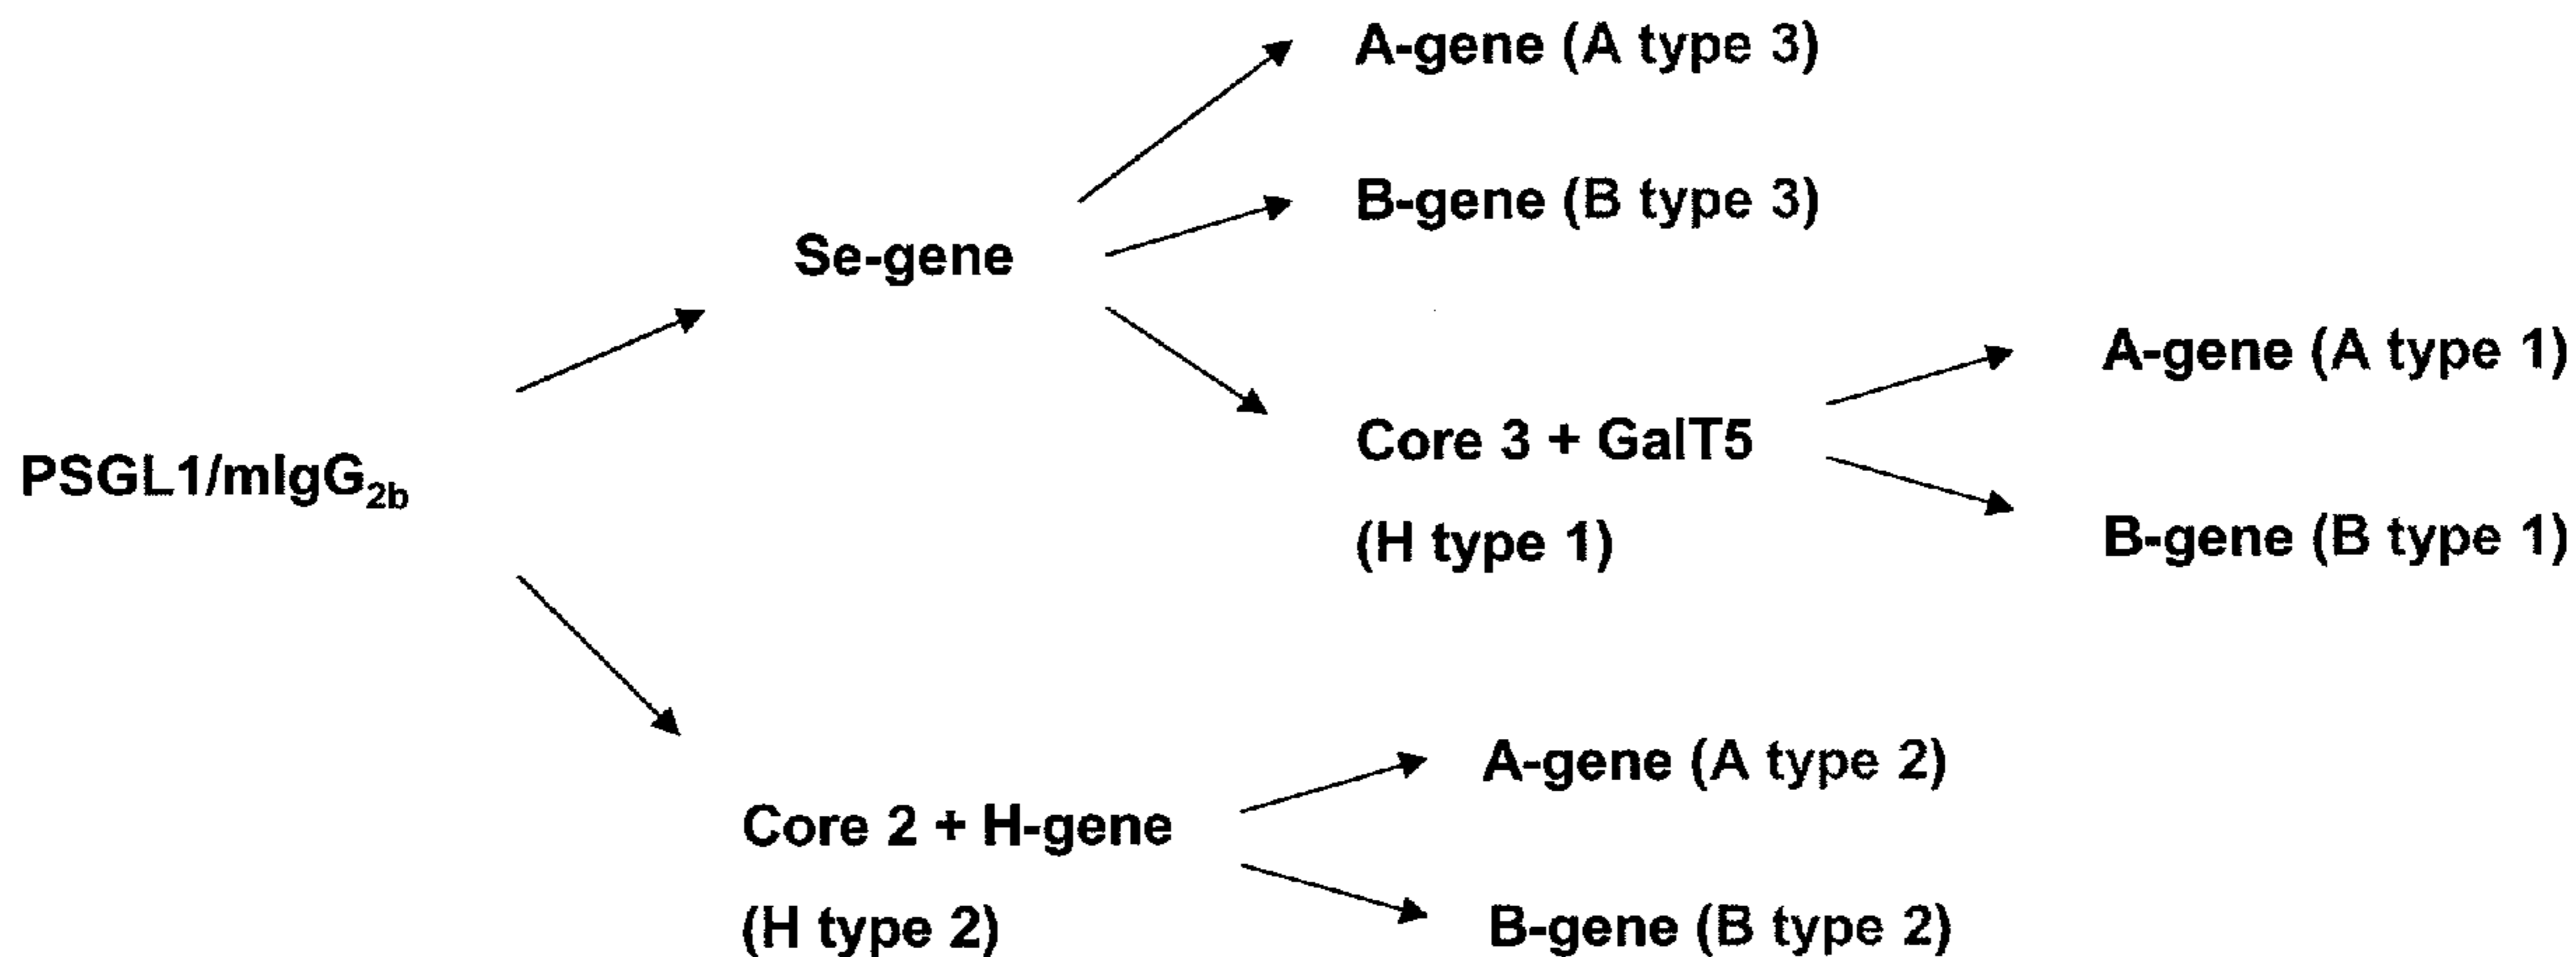 A-gene (A type 3)
B-gene (B type 3)
Se-gene
A-gene (A type 1)
Core 3 + GalT5
(H type 1)
B-gene (B type 1)
PSGL1/mIgG2b
A-gene (A type 2)
Core 2 + H-gene
(H type 2)
B-gene (B type 2)